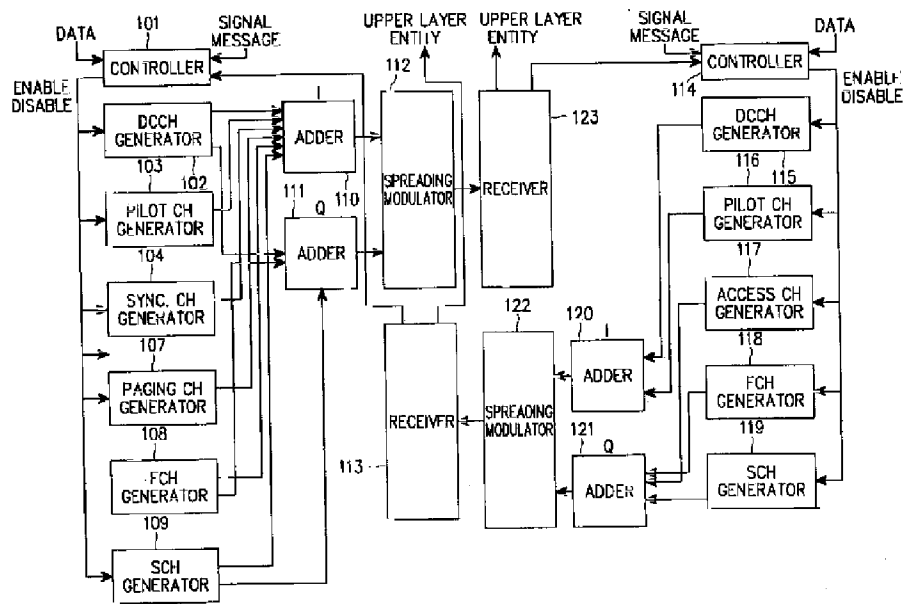 101
SIGNAL
MESSAGE
DATA
CONTROLLER
ENABLE
DISABLE
DCCH
GENERATOR
103
102
PILOT CH
GENERATOR
104
SYNC. CH
GENERATOR
107
PAGING CH
GENERATOR
108
FCH
GENERATOR
109
SCH
GENERATOR
I
ADDER
110
111
Q
ADDER
UPPER LAYER
ENTITY
112
SPREADING
MODULATOR
UPPER LAYER
ENTITY
123
RECEIVER
RECEIVER
113
122
SPREADING
MODULATOR
120
I
ADDER
121
Q
ADDER
SIGNAL
MESSAGE
DATA
CONTROLLER
114
ENABLE
DISABLE
DCCH
GENERATOR
116
115
PILOT CH
GENERATOR
117
ACCESS CH
GENERATOR
118
FCH
GENERATOR
119
SCH
GENERATOR